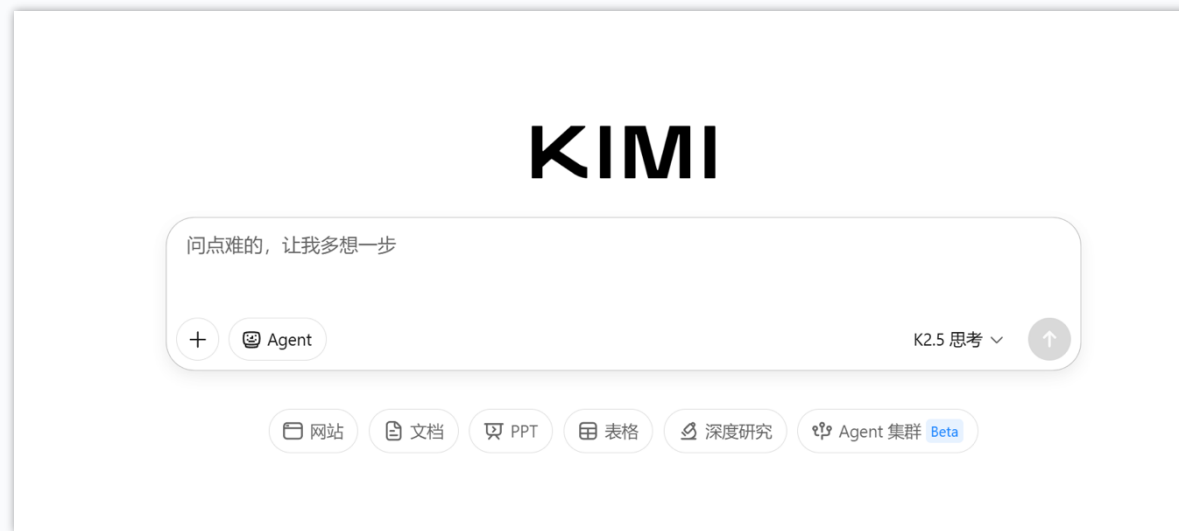 KIMI
问点难的，让我多想一步
Agent K2.5 思考
网站 文档 PPT 表格 深度研究 Agent 集群 Beta